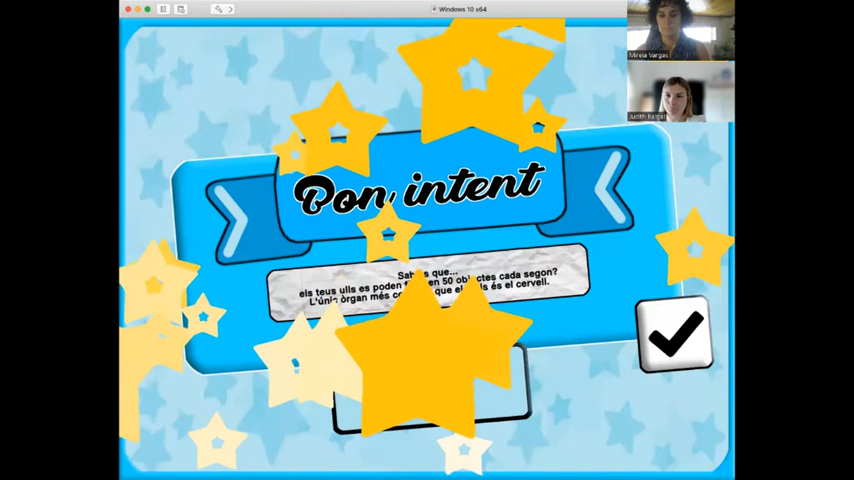 Windows 10 x64
Mireia Vargas
Judith
Bon intent
que...
els teus ulls es poden en 50 cada segon?
L'únic òrgan més que és el cervell.